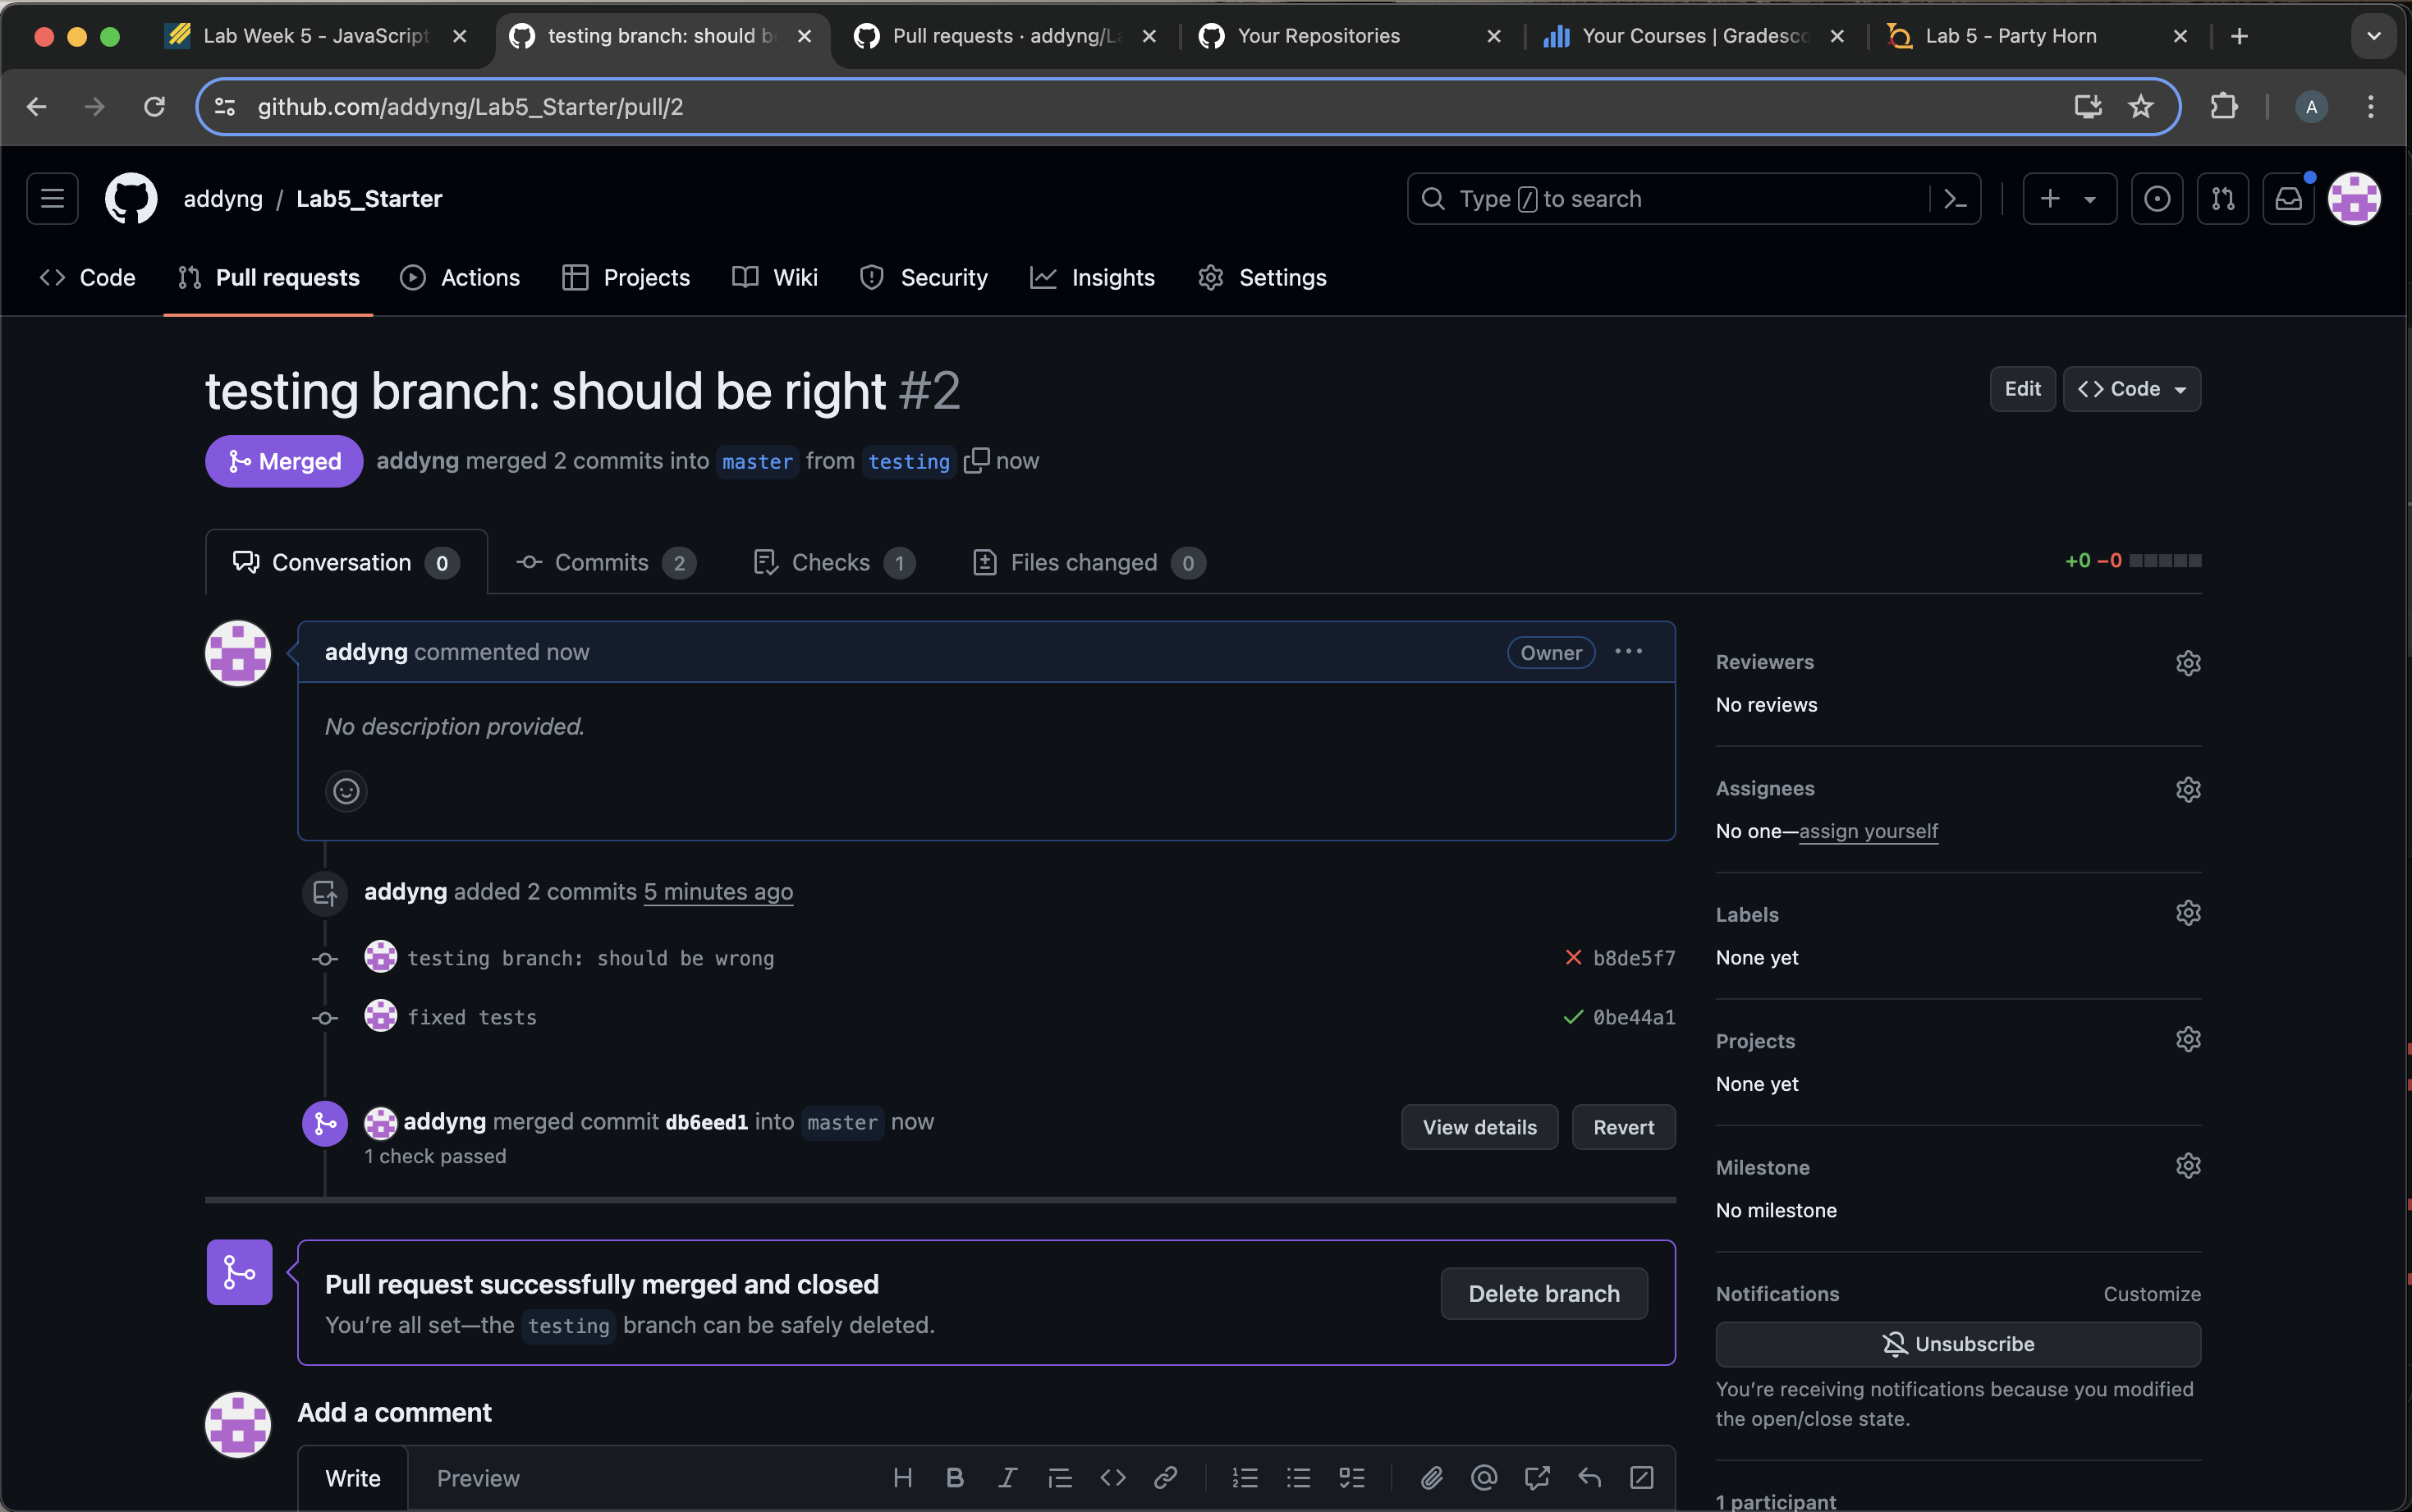 Lab Week 5 - JavaScript
testing branch: should b
Pull requests · addyng/La
Your Repositories
Your Courses | Gradesco
Lab 5 - Party Horn
github.com/addyng/Lab5_Starter/pull/2
A
addyng / Lab5_Starter
Type / to search
Code
Pull requests
Actions
Projects
Wiki
Security
Insights
Settings
testing branch: should be right #2
Edit
Code
Merged
addyng merged 2 commits into master from testing now
Conversation 0
Commits 2
Checks 1
Files changed 0
+0 −0
addyng commented now
Owner
No description provided.
addyng added 2 commits 5 minutes ago
testing branch: should be wrong
b8de5f7
fixed tests
0be44a1
addyng merged commit db6eed1 into master now
1 check passed
View details
Revert
Pull request successfully merged and closed
You're all set—the testing branch can be safely deleted.
Delete branch
Add a comment
Write
Preview
Reviewers
No reviews
Assignees
No one—assign yourself
Labels
None yet
Projects
None yet
Milestone
No milestone
Notifications
Customize
Unsubscribe
You're receiving notifications because you modified
the open/close state.
1 participant